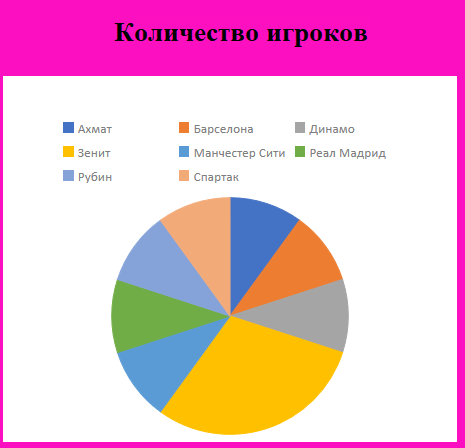 Количество игроков
Ахмат Барселона Динамо
Зенит Манчестер Сити Реал Мадрид
Рубин Спартак